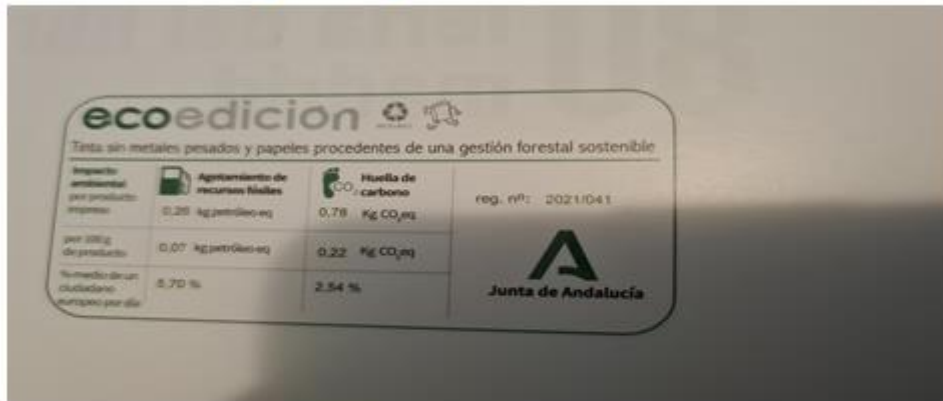 ecoedición
Tinta sin metales pesados y papeles procedentes de una gestión forestal sostenible
Impacto ambiental por producto impreso
Agotamiento de recursos fósiles
CO₂
Huella de carbono
kg petróleo eq
0,78 Kg CO₂eq
por 100 g de producto
0,07 kg petróleo eq
0,22 Kg CO₂eq
% medio de un ciudadano europeo por día
5,70 %
2,54 %
reg. nº: 2021/041
Junta de Andalucía